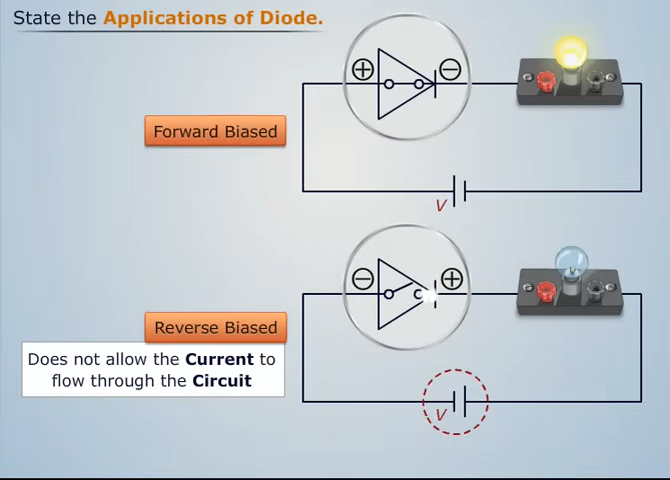 State the Applications of Diode.
+
−
Forward Biased
V
−
+
Reverse Biased
Does not allow the Current to
flow through the Circuit
V